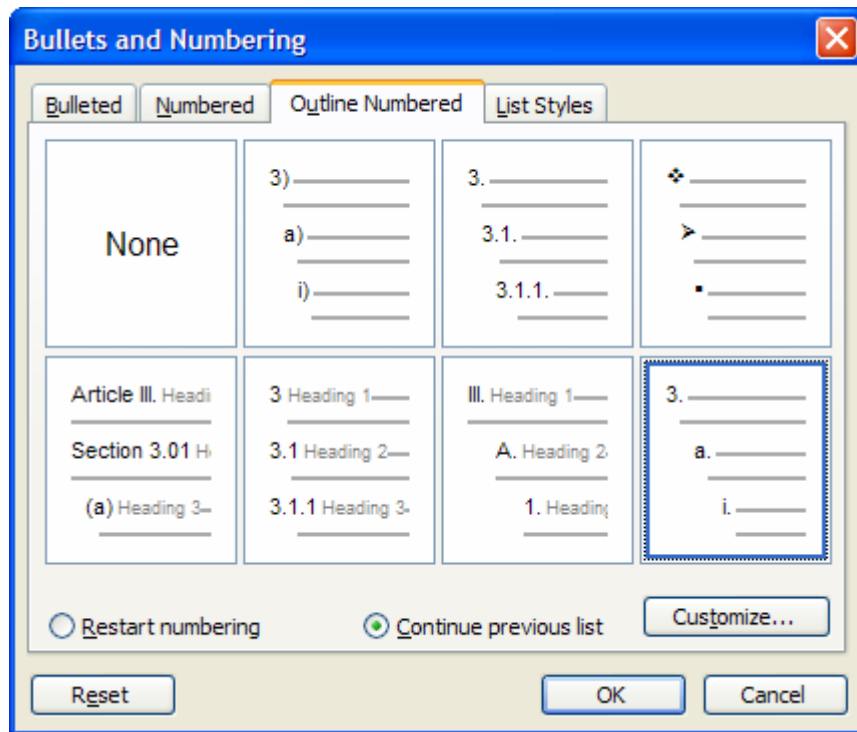 Bullets and Numbering
Bulleted Numbered Outline Numbered List Styles
None
3)
a)
i)
3.
3.1.
3.1.1.
Article III. Headi
Section 3.01 H
(a) Heading 3
3 Heading 1
3.1 Heading 2
3.1.1 Heading 3
III. Heading 1
A. Heading 2
1. Heading
3.
a.
i.
Restart numbering Continue previous list Customize...
Reset OK Cancel